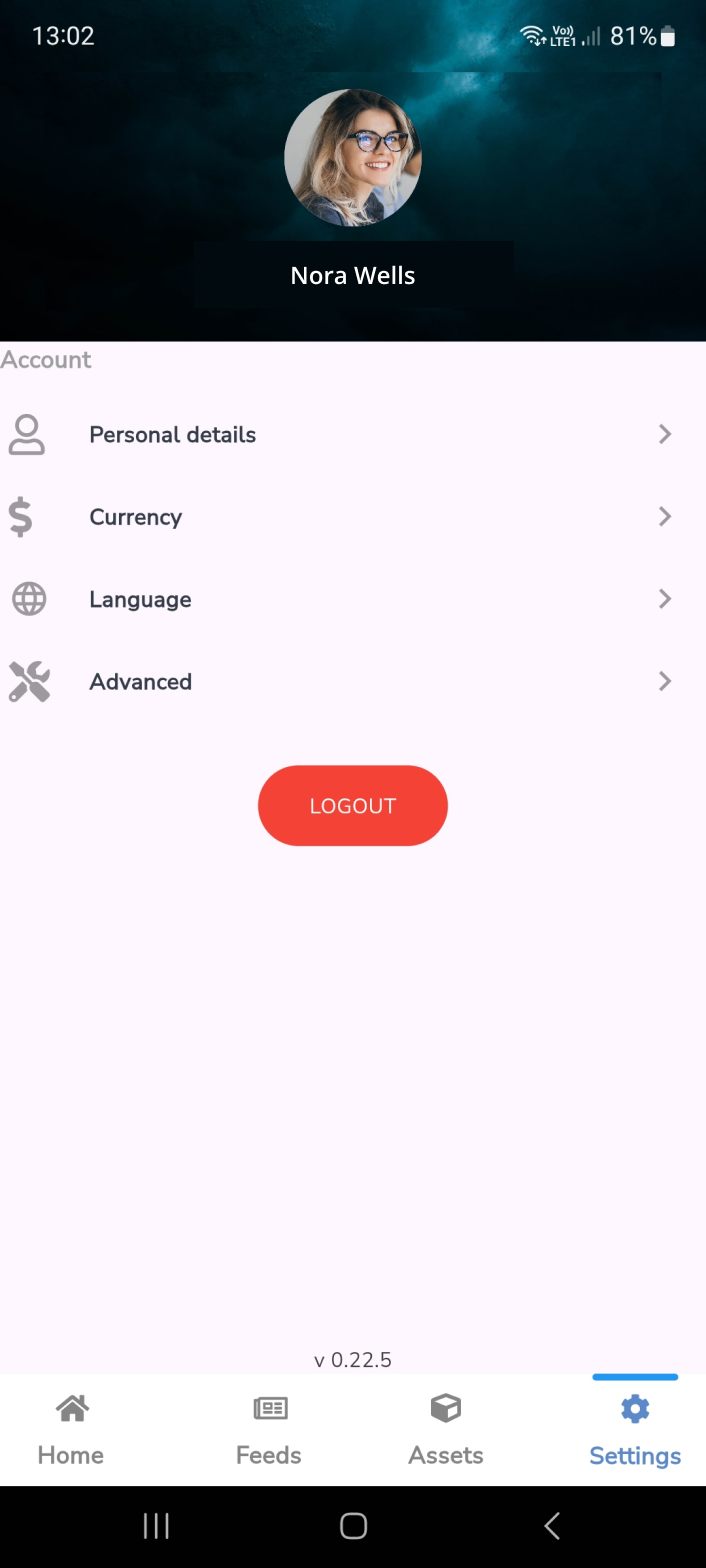 13:02
Vo)) LTE1 81%
Nora Wells
Account
Personal details
$ Currency
Language
Advanced
LOGOUT
v 0.22.5
Home Feeds Assets Settings